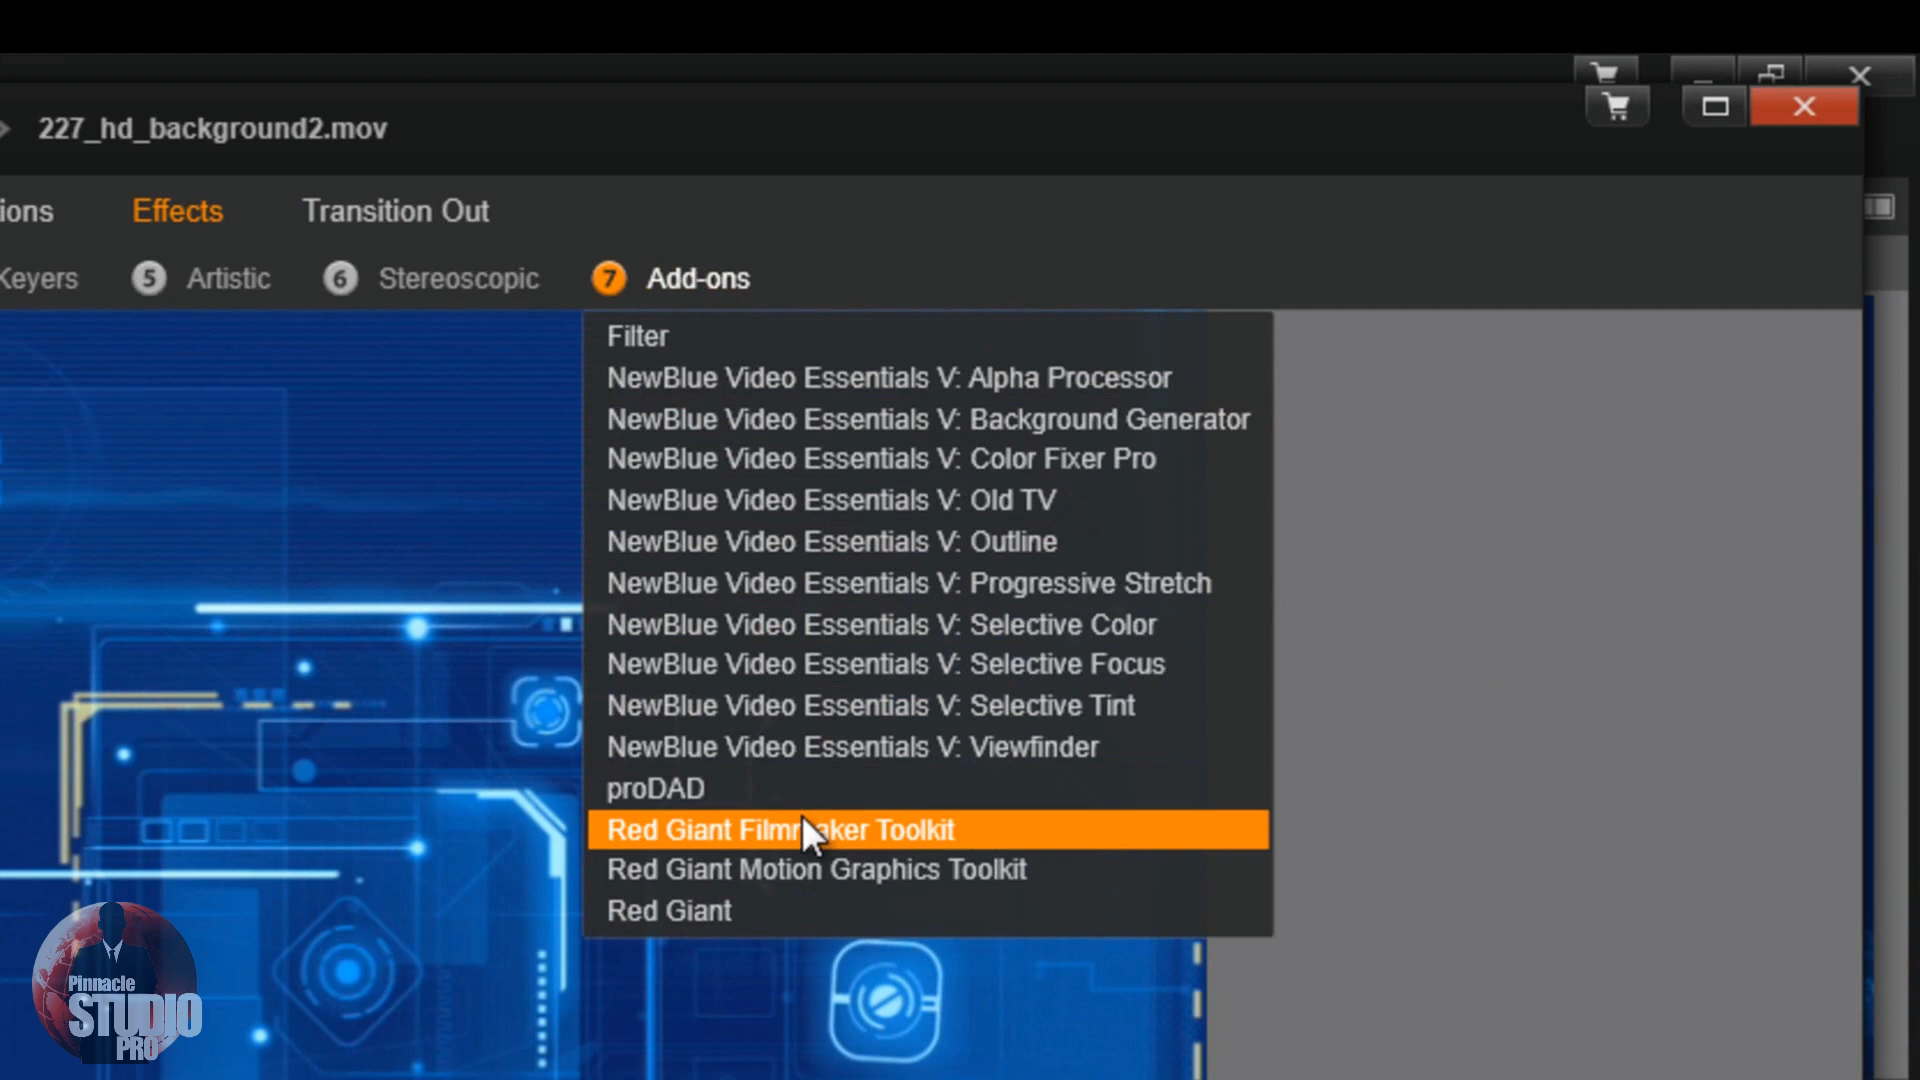 227_hd_background2.mov
ions Effects Transition Out
Keyers 5 Artistic 6 Stereoscopic 7 Add-ons
Filter
NewBlue Video Essentials V: Alpha Processor
NewBlue Video Essentials V: Background Generator
NewBlue Video Essentials V: Color Fixer Pro
NewBlue Video Essentials V: Old TV
NewBlue Video Essentials V: Outline
NewBlue Video Essentials V: Progressive Stretch
NewBlue Video Essentials V: Selective Color
NewBlue Video Essentials V: Selective Focus
NewBlue Video Essentials V: Selective Tint
NewBlue Video Essentials V: Viewfinder
proDAD
Red Giant Filmmaker Toolkit
Red Giant Motion Graphics Toolkit
Red Giant
Pinnacle
STUDIO
PRO